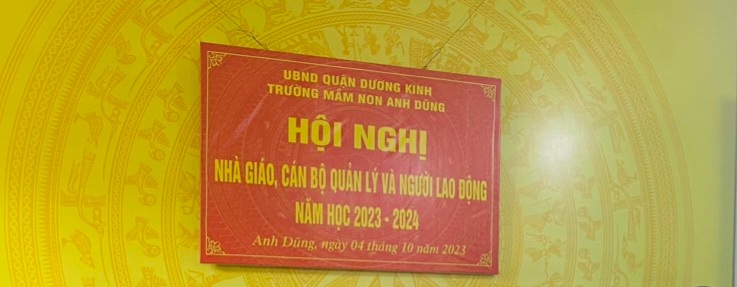 UBND QUẬN DƯƠNG KINH
TRƯỜNG MẦM NON ANH DŨNG
HỘI NGHỊ
NHÀ GIÁO, CÁN BỘ QUẢN LÝ VÀ NGƯỜI LAO ĐỘNG
NĂM HỌC 2023 - 2024
Anh Dũng, ngày 04 tháng 10 năm 2023